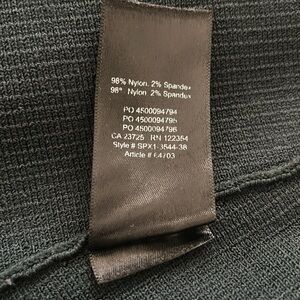 98% Nylon. 2% Spandex
98% Nylon. 2% Spandex
PO 4500094794
PO 4500094795
PO 4500094796
CA 23725 RN 122354
Style # SPX1-3544-38
Article # 64703